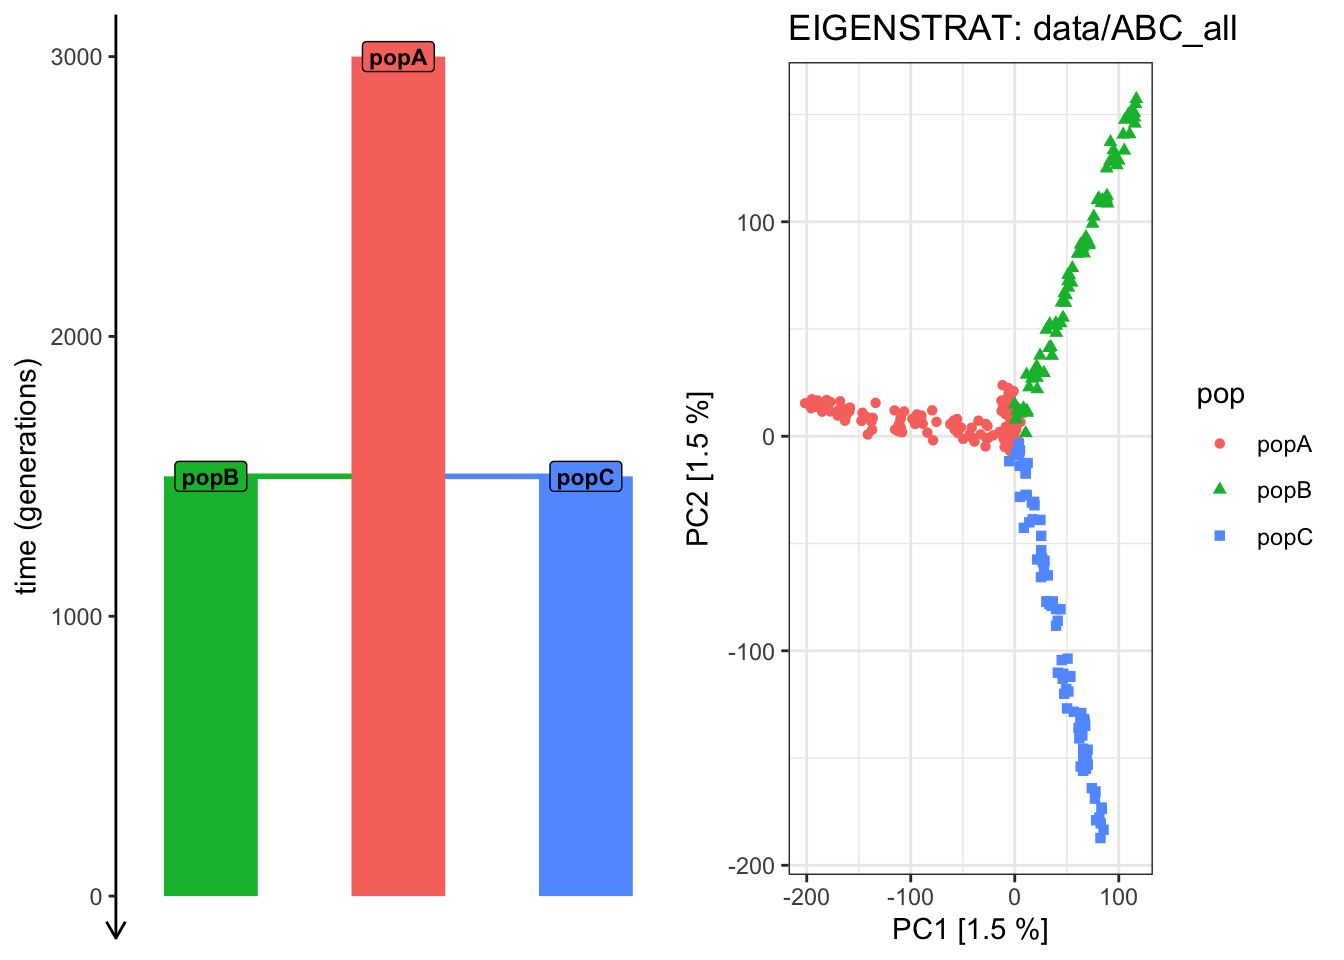 time (generations)
3000
2000
1000
0
popA
popB
popC
EIGENSTRAT: data/ABC_all
PC2 [1.5 %]
100
0
-100
-200
-200
-100
0
100
PC1 [1.5 %]
pop
popA
popB
popC